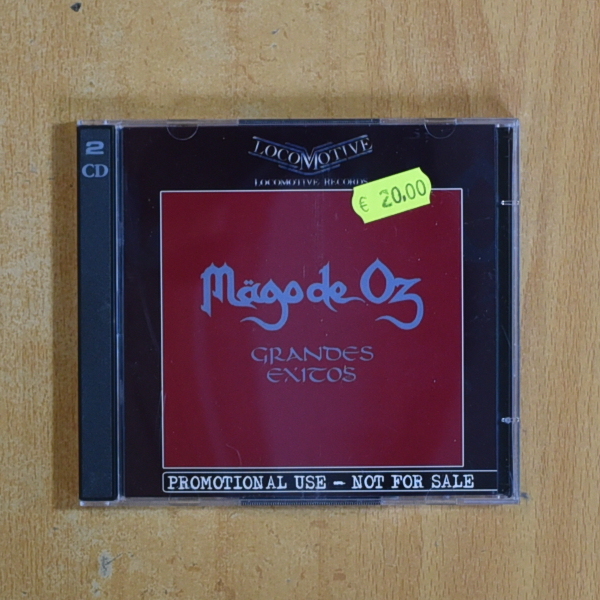 2
CD
LOCOMOTIVE
LOCOMOTIVE RECORDS
€ 20.00
Mägo de Oz
GRANDES
EXITOS
PROMOTIONAL USE - NOT FOR SALE